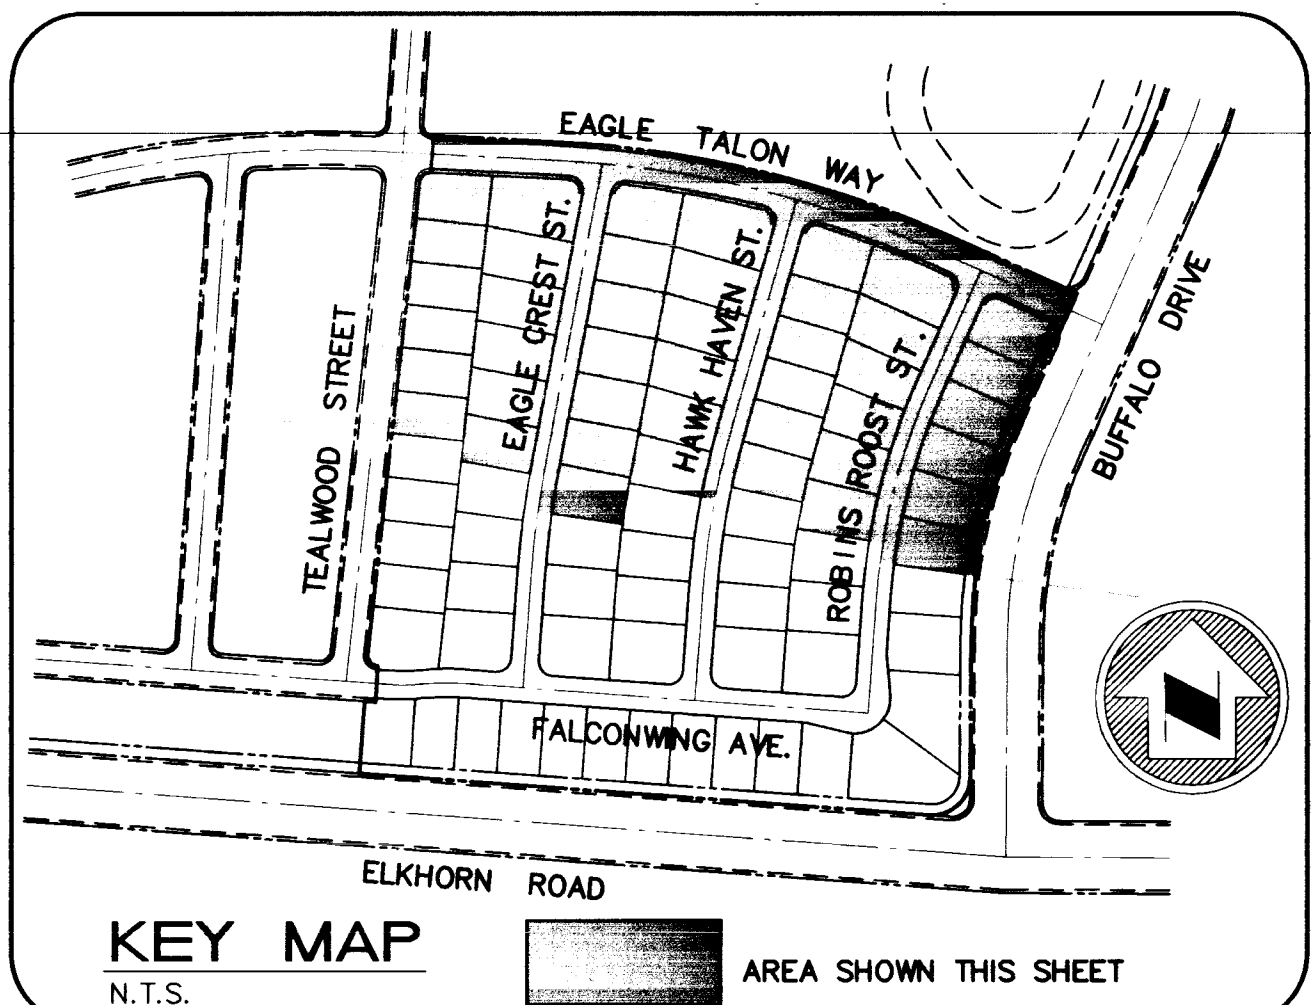 EAGLE TALON WAY
EAGLE CREST ST.
HAWK HAVEN ST.
ROBINS ROOST ST.
TEALWOOD STREET
BUFFALO DRIVE
FALCONWING AVE.
ELKHORN ROAD
KEY MAP
N.T.S.
AREA SHOWN THIS SHEET